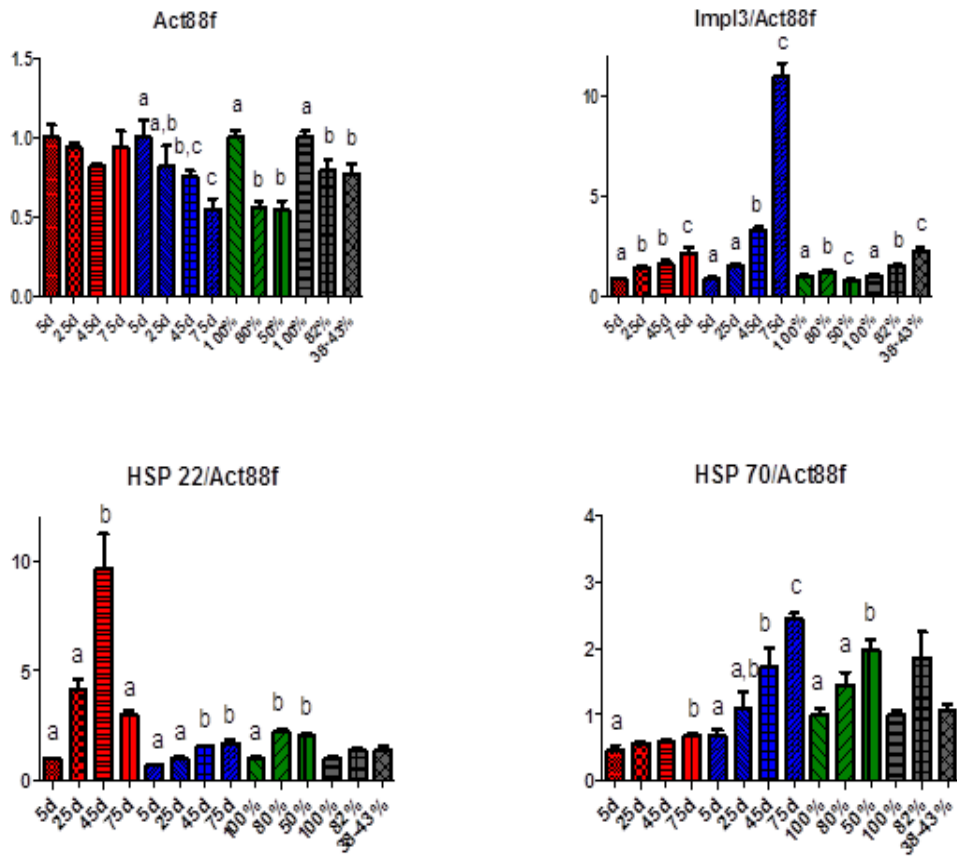 Act88f
1.5
1.0
0.5
0.0
a
a,b
b,c
c
a
b
b
a
b
b
5d
25d
45d
75d
5d
25d
45d
75d
100%
80%
50%
100%
82%
38-43%
Impl3/Act88f
10
5
0
a
b
b
c
a
a
b
c
a
b
c
a
b
c
5d
25d
45d
75d
5d
25d
45d
75d
100%
80%
50%
100%
82%
38-43%
HSP 22/Act88f
10
5
0
a
a
b
a
a
a
b
b
a
b
b
5d
25d
45d
75d
5d
25d
45d
75d
100%
80%
50%
100%
82%
38-43%
HSP 70/Act88f
4
3
2
1
0
a
b
a
a,b
b
c
a
a
b
5d
25d
45d
75d
5d
25d
45d
75d
100%
80%
50%
100%
82%
38-43%